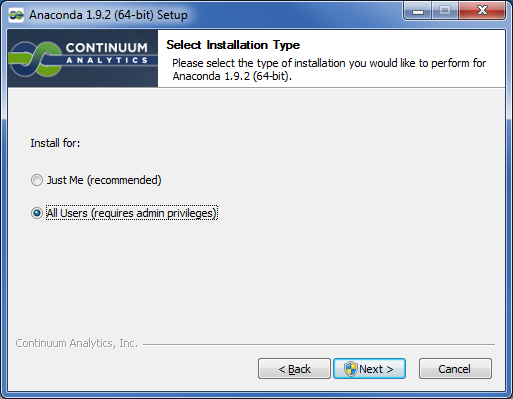 Anaconda 1.9.2 (64-bit) Setup
CONTINUUM
ANALYTICS
Select Installation Type
Please select the type of installation you would like to perform for
Anaconda 1.9.2 (64-bit).
Install for:
Just Me (recommended)
All Users (requires admin privileges)
Continuum Analytics, Inc.
< Back
Next >
Cancel